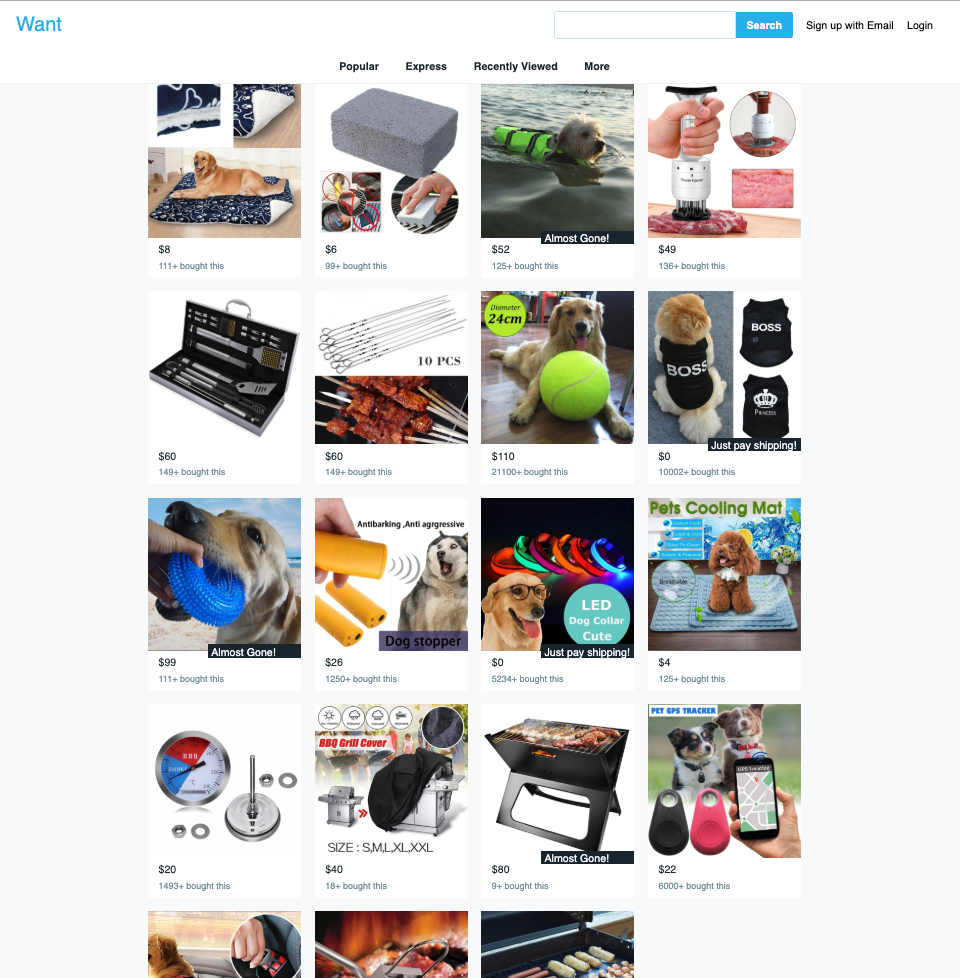 Want
Search
Sign up with Email
Login
Popular
Express
Recently Viewed
More
$8
111+ bought this
$6
99+ bought this
Almost Gone!
$52
125+ bought this
$49
136+ bought this
$60
149+ bought this
10 PCS
$60
149+ bought this
Diameter
24cm
$110
21100+ bought this
BOSS
BOSS
PRINCESS
Just pay shipping!
$0
10002+ bought this
Almost Gone!
$99
111+ bought this
Antibarking ,Anti agrgressive
Dog stopper
$26
1250+ bought this
LED
Dog Collar
Cute
Just pay shipping!
$0
5234+ bought this
Pets Cooling Mat
Breathable
$4
125+ bought this
BBQ
$20
1493+ bought this
BBQ Grill Cover
SIZE : S,M,L,XL,XXL
$40
18+ bought this
Almost Gone!
$80
9+ bought this
PET GPS TRACKER
GPS Locating
$22
6000+ bought this